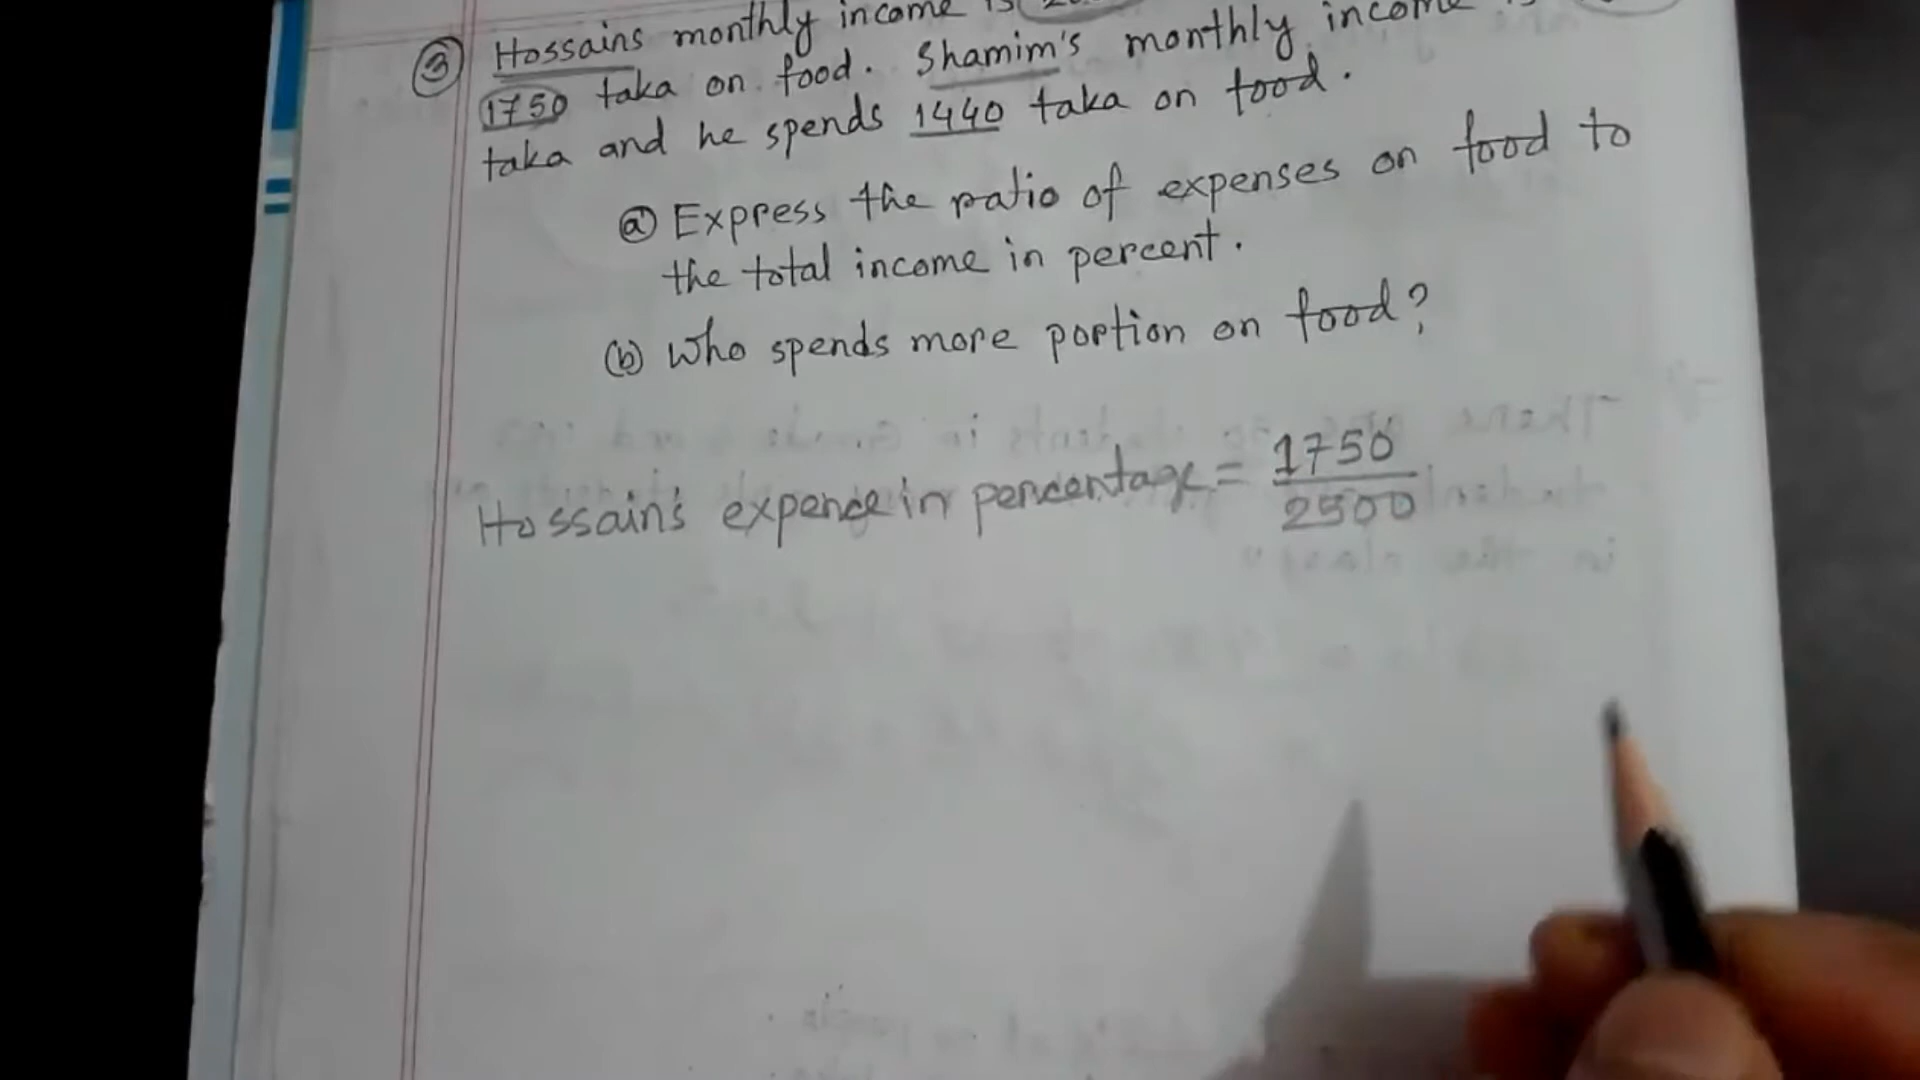 ③ Hossains monthly income is
1750 taka on food. Shamim's monthly income
taka and he spends 1440 taka on food.
ⓐ Express the ratio of expenses on food to
the total income in percent.
(b) Who spends more portion on food?
Hossain's expence in percentage = 1750
2500